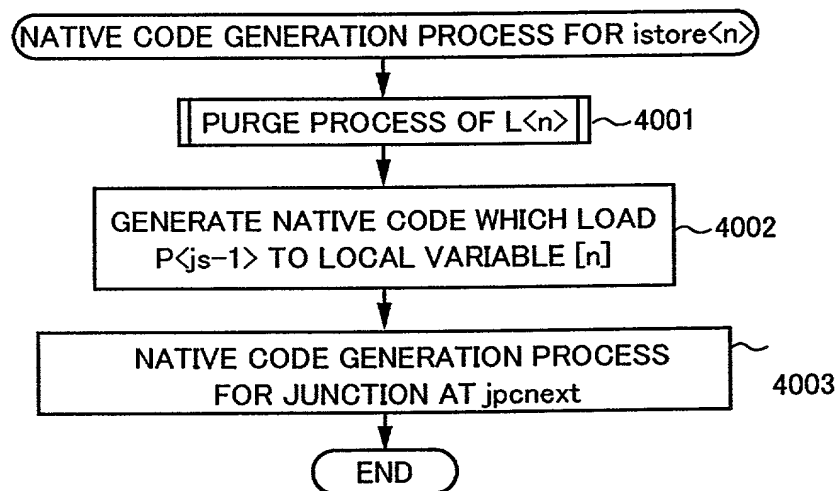 NATIVE CODE GENERATION PROCESS FOR istore<n>
PURGE PROCESS OF L<n>
4001
GENERATE NATIVE CODE WHICH LOAD
P<js-1> TO LOCAL VARIABLE [n]
4002
NATIVE CODE GENERATION PROCESS
FOR JUNCTION AT jpcnext
4003
END